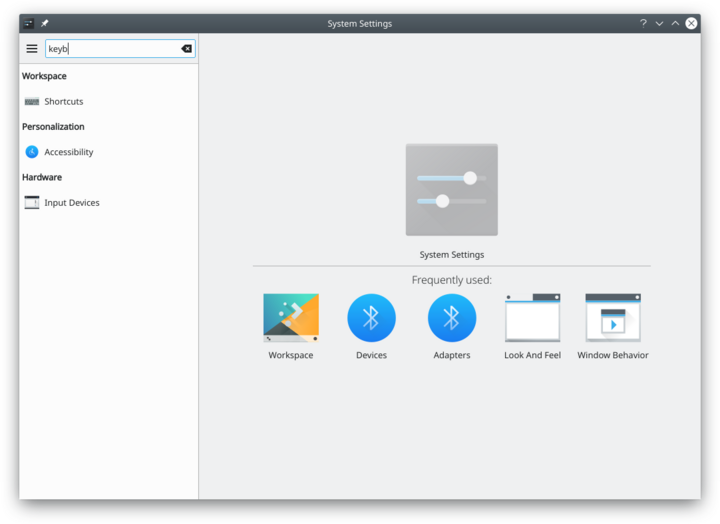 System Settings
keyb
Workspace
Shortcuts
Personalization
Accessibility
Hardware
Input Devices
System Settings
Frequently used:
Workspace
Devices
Adapters
Look And Feel
Window Behavior